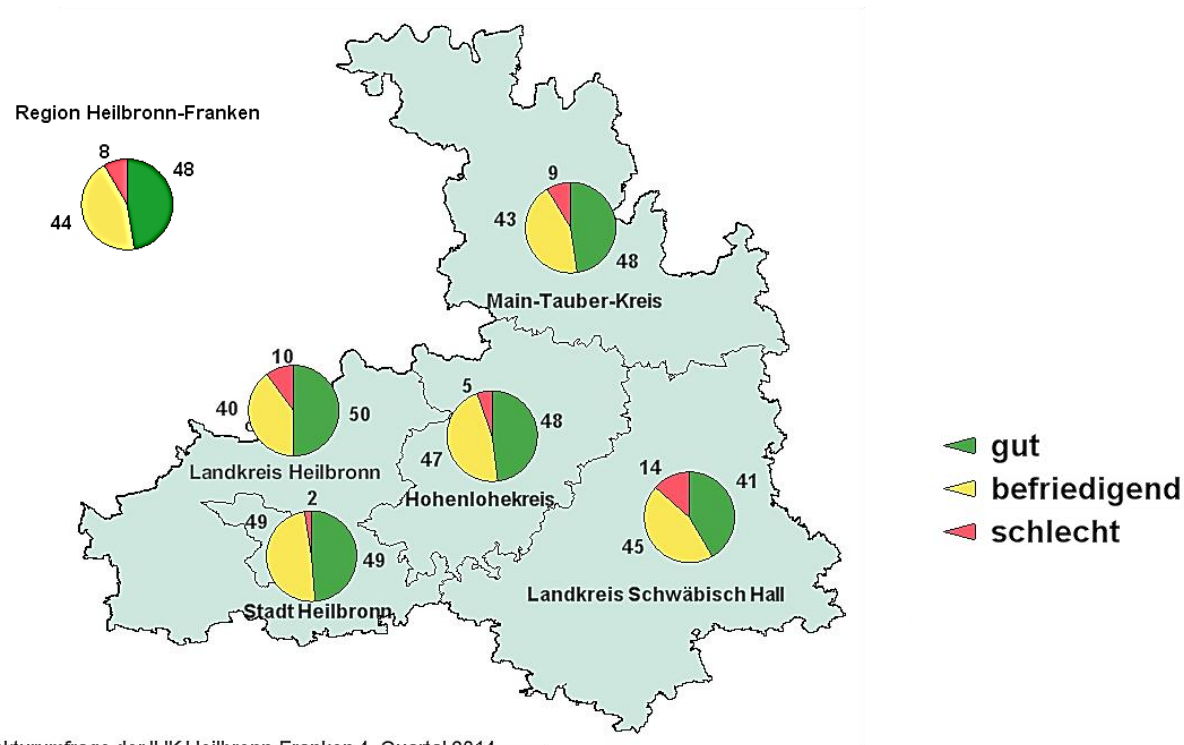 Region Heilbronn-Franken
8
48
44
9
43
48
Main-Tauber-Kreis
10
40
50
Landkreis Heilbronn
5
48
47
Hohenlohekreis
2
49
49
Stadt Heilbronn
14
41
45
Landkreis Schwäbisch Hall
gut
befriedigend
schlecht
der IHK Heilbronn-Franken 4. Quartal 2014